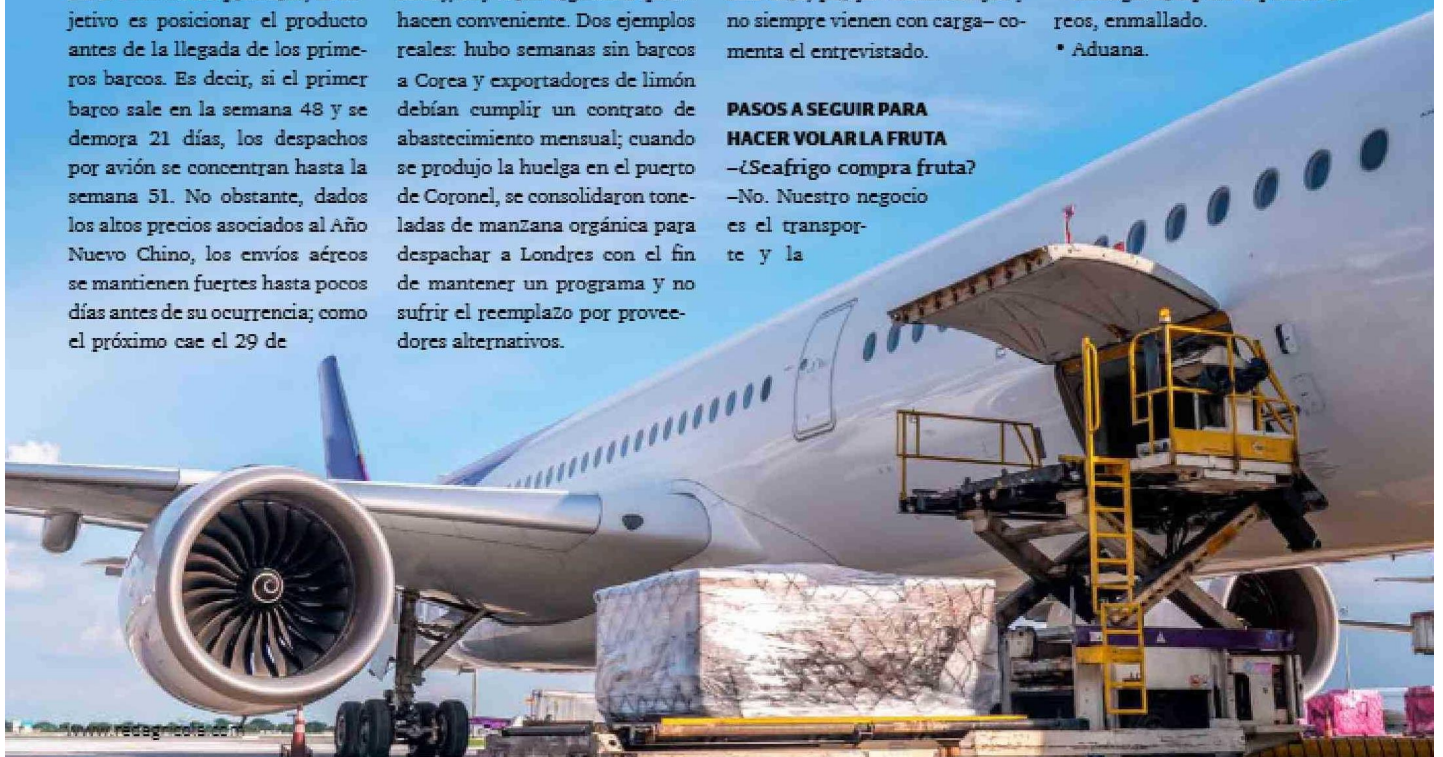 jetivo es posicionar el producto
antes de la llegada de los prime-
ros barcos. Es decir, si el primer
barco sale en la semana 48 y se
demora 21 días, los despachos
por avión se concentran hasta la
semana 51. No obstante, dados
los altos precios asociados al Año
Nuevo Chino, los envíos aéreos
se mantienen fuertes hasta pocos
días antes de su ocurrencia; como
el próximo cae el 29 de
hacen conveniente. Dos ejemplos
reales: hubo semanas sin barcos
a Corea y exportadores de limón
debían cumplir un contrato de
abastecimiento mensual; cuando
se produjo la huelga en el puerto
de Coronel, se consolidaron tone-
ladas de manzana orgánica para
despachar a Londres con el fin
de mantener un programa y no
sufrir el reemplazo por provee-
dores alternativos.
no siempre vienen con carga– co-
menta el entrevistado.
PASOS A SEGUIR PARA
HACER VOLAR LA FRUTA
–¿Seafrigo compra fruta?
–No. Nuestro negocio
es el transpor-
te y la
reos, enmallado.
• Aduana.
www.redagricola.com